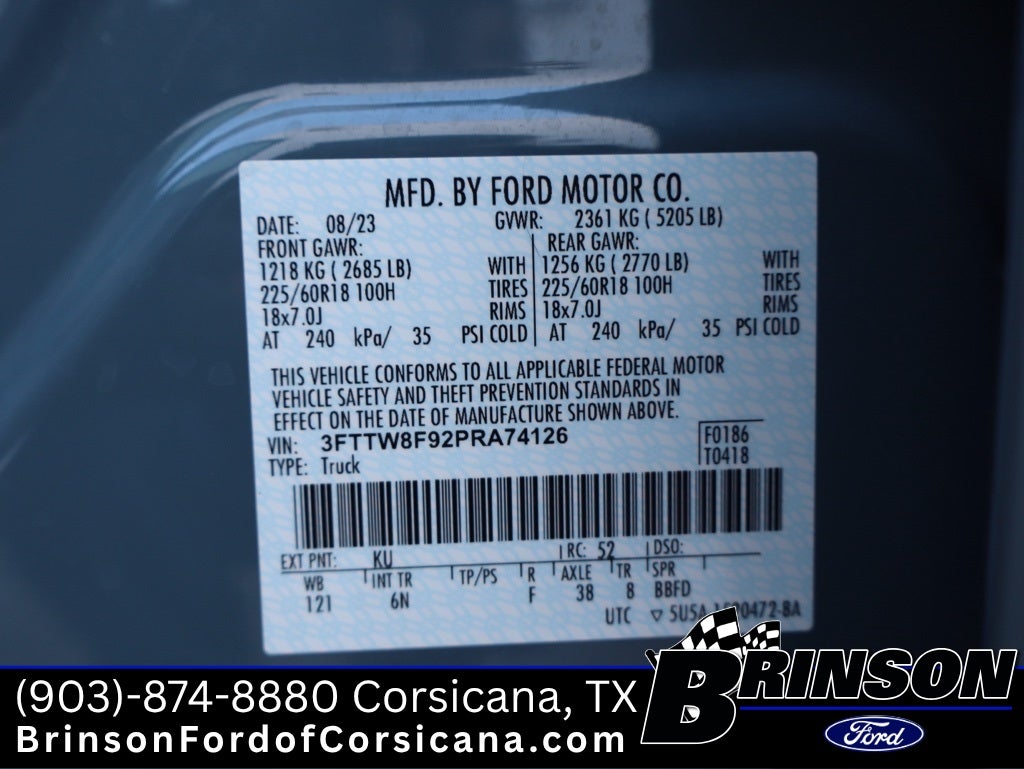 MFD. BY FORD MOTOR CO.
DATE: 08/23 GVWR: 2361 KG ( 5205 LB)
FRONT GAWR: REAR GAWR:
1218 KG ( 2685 LB) WITH 1256 KG ( 2770 LB) WITH
225/60R18 100H TIRES 225/60R18 100H TIRES
18x7.0J RIMS 18x7.0J RIMS
AT 240 kPa/ 35 PSI COLD AT 240 kPa/ 35 PSI COLD
THIS VEHICLE CONFORMS TO ALL APPLICABLE FEDERAL MOTOR
VEHICLE SAFETY AND THEFT PREVENTION STANDARDS IN
EFFECT ON THE DATE OF MANUFACTURE SHOWN ABOVE.
VIN: 3FTTW8F92PRA74126 F0186
TYPE: Truck T0418
EXT PNT: KU RC: 52 DSO:
WB INT TR TP/PS R AXLE TR SPR
121 6N F 38 8 BBFD
UTC
(903)-874-8880 Corsicana, TX
BrinsonFordofCorsicana.com
BRINSON
Ford